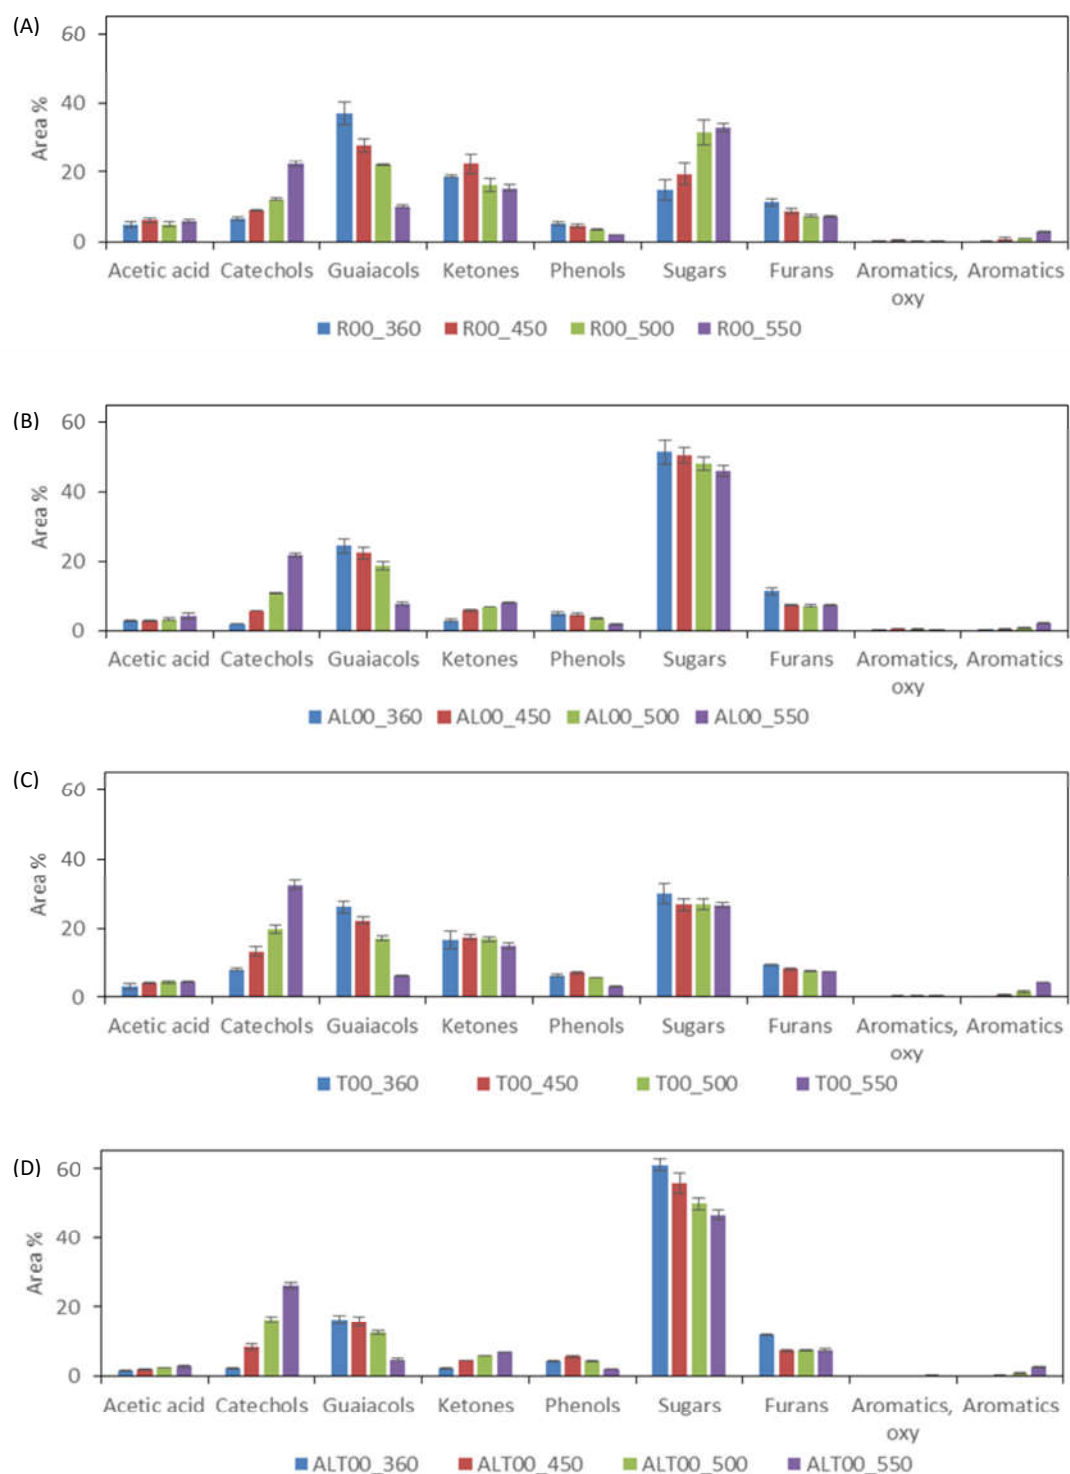 (A)
60
40
20
0
Area %
Acetic acid Catechols Guaiacols Ketones Phenols Sugars Furans Aromatics, Aromatics
oxy
R00_360 R00_450 R00_500 R00_550
(B)
60
40
20
0
Area %
Acetic acid Catechols Guaiacols Ketones Phenols Sugars Furans Aromatics, Aromatics
oxy
AL00_360 AL00_450 AL00_500 AL00_550
(C)
60
40
20
0
Area %
Acetic acid Catechols Guaiacols Ketones Phenols Sugars Furans Aromatics, Aromatics
oxy
T00_360 T00_450 T00_500 T00_550
(D)
60
40
20
0
Area %
Acetic acid Catechols Guaiacols Ketones Phenols Sugars Furans Aromatics, Aromatics
oxy
ALT00_360 ALT00_450 ALT00_500 ALT00_550